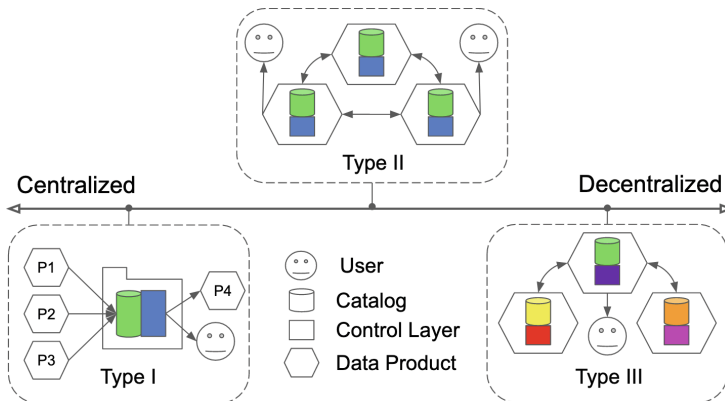 Type II
Centralized
Decentralized
P1
P2
P3
P4
Type I
User
Catalog
Control Layer
Data Product
Type III